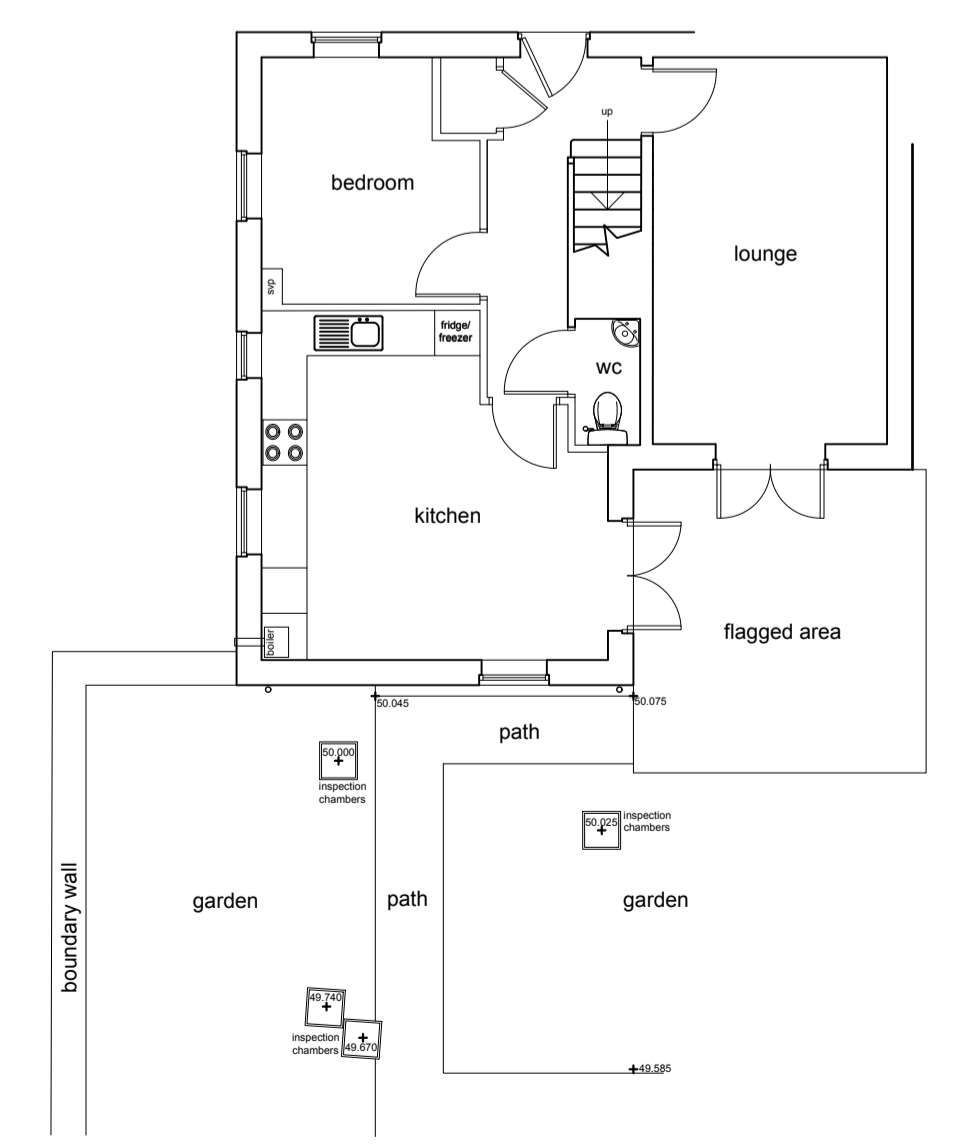 up
bedroom
lounge
svp
fridge/
freezer
wc
kitchen
flagged area
boiler
50.045
50.075
path
50.000
inspection
chambers
50.025
inspection
chambers
boundary wall
garden
path
garden
49.740
inspection
chambers
49.670
49.585